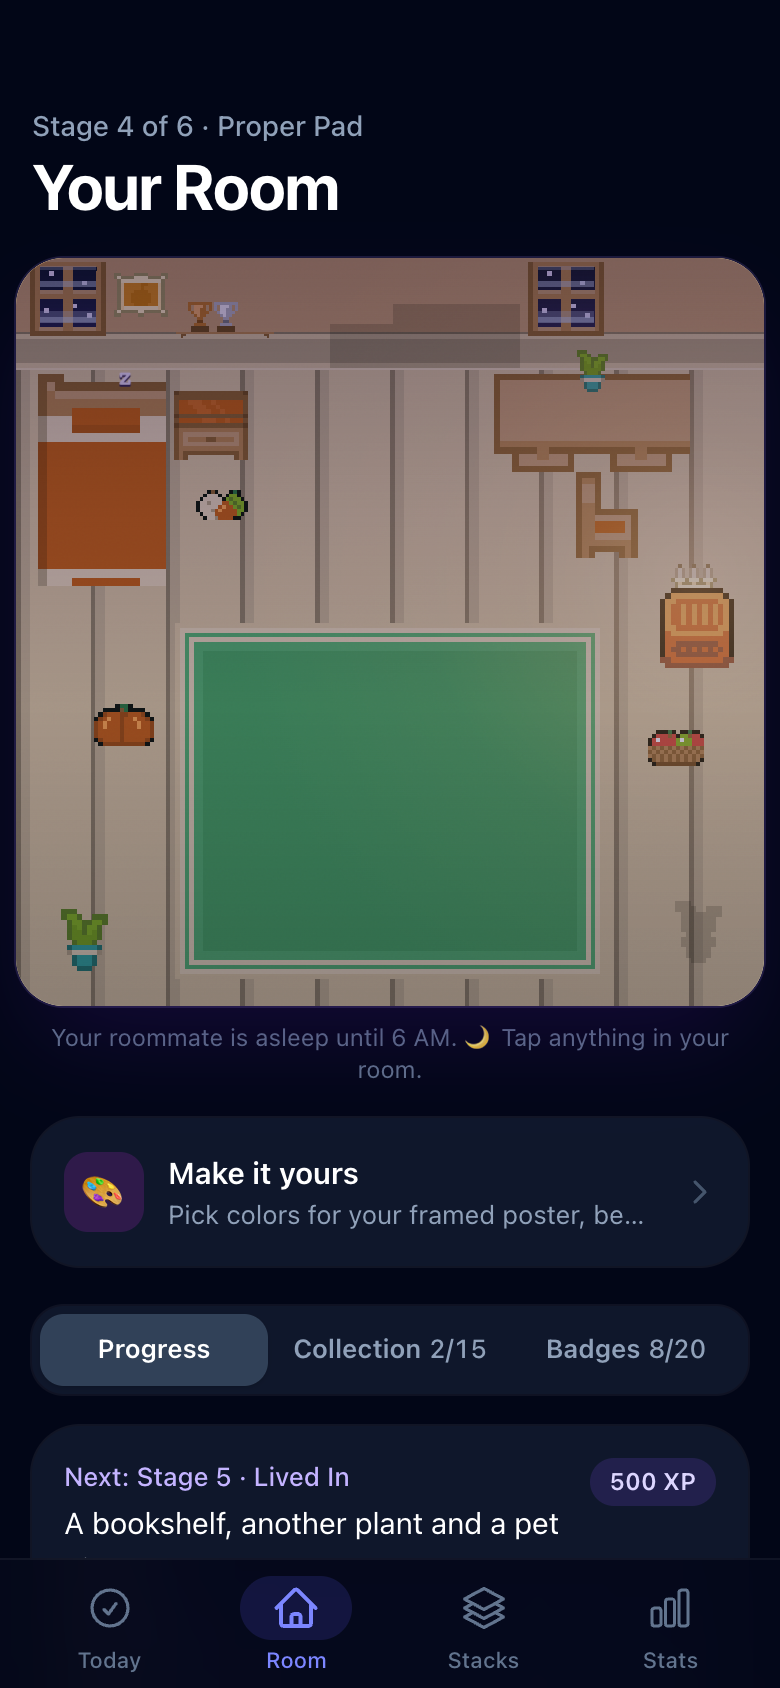 Stage 4 of 6 · Proper Pad
Your Room
Z
Your roommate is asleep until 6 AM. 🌙 Tap anything in your
room.
Make it yours
Pick colors for your framed poster, be...
Progress
Collection 2/15
Badges 8/20
Next: Stage 5 · Lived In
500 XP
A bookshelf, another plant and a pet
Today
Room
Stacks
Stats